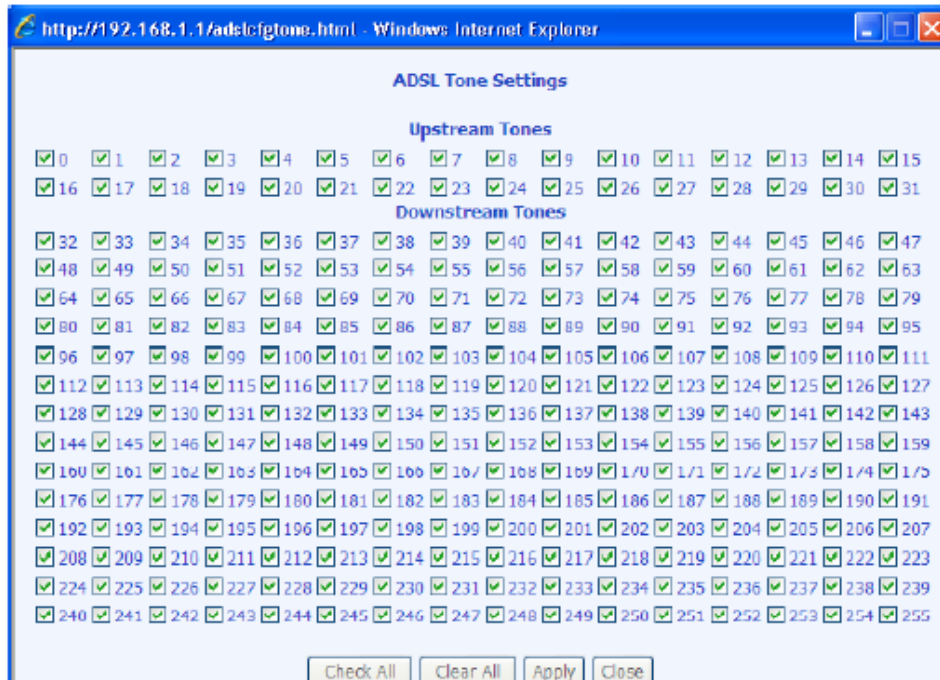 http://192.168.1.1/adslcfgtone.html - Windows Internet Explorer
ADSL Tone Settings
Upstream Tones
0 1 2 3 4 5 6 7 8 9 10 11 12 13 14 15
16 17 18 19 20 21 22 23 24 25 26 27 28 29 30 31
Downstream Tones
32 33 34 35 36 37 38 39 40 41 42 43 44 45 46 47
48 49 50 51 52 53 54 55 56 57 58 59 60 61 62 63
64 65 66 67 68 69 70 71 72 73 74 75 76 77 78 79
80 81 82 83 84 85 86 87 88 89 90 91 92 93 94 95
96 97 98 99 100 101 102 103 104 105 106 107 108 109 110 111
112 113 114 115 116 117 118 119 120 121 122 123 124 125 126 127
128 129 130 131 132 133 134 135 136 137 138 139 140 141 142 143
144 145 146 147 148 149 150 151 152 153 154 155 156 157 158 159
160 161 162 163 164 165 166 167 168 169 170 171 172 173 174 175
176 177 178 179 180 181 182 183 184 185 186 187 188 189 190 191
192 193 194 195 196 197 198 199 200 201 202 203 204 205 206 207
208 209 210 211 212 213 214 215 216 217 218 219 220 221 222 223
224 225 226 227 228 229 230 231 232 233 234 235 236 237 238 239
240 241 242 243 244 245 246 247 248 249 250 251 252 253 254 255
Check All Clear All Apply Close